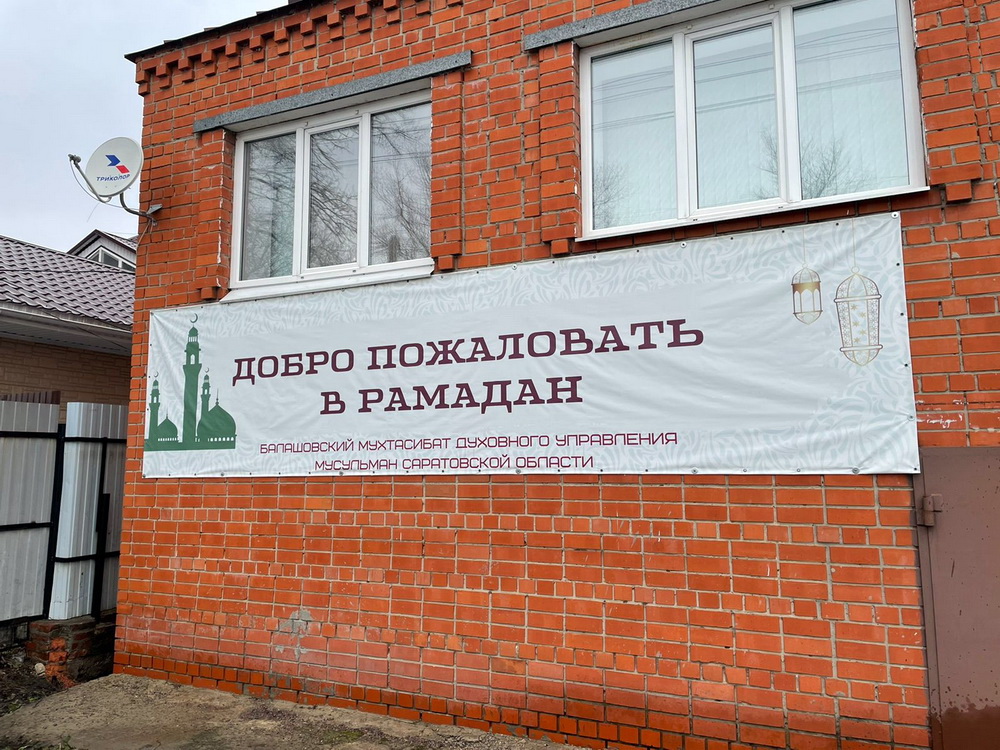 ТРИКОЛОР
ДОБРО ПОЖАЛОВАТЬ
В РАМАДАН
БАЛАШОВСКИЙ МУХТАСИБАТ ДУХОВНОГО УПРАВЛЕНИЯ
МУСУЛЬМАН САРАТОВСКОЙ ОБЛАСТИ